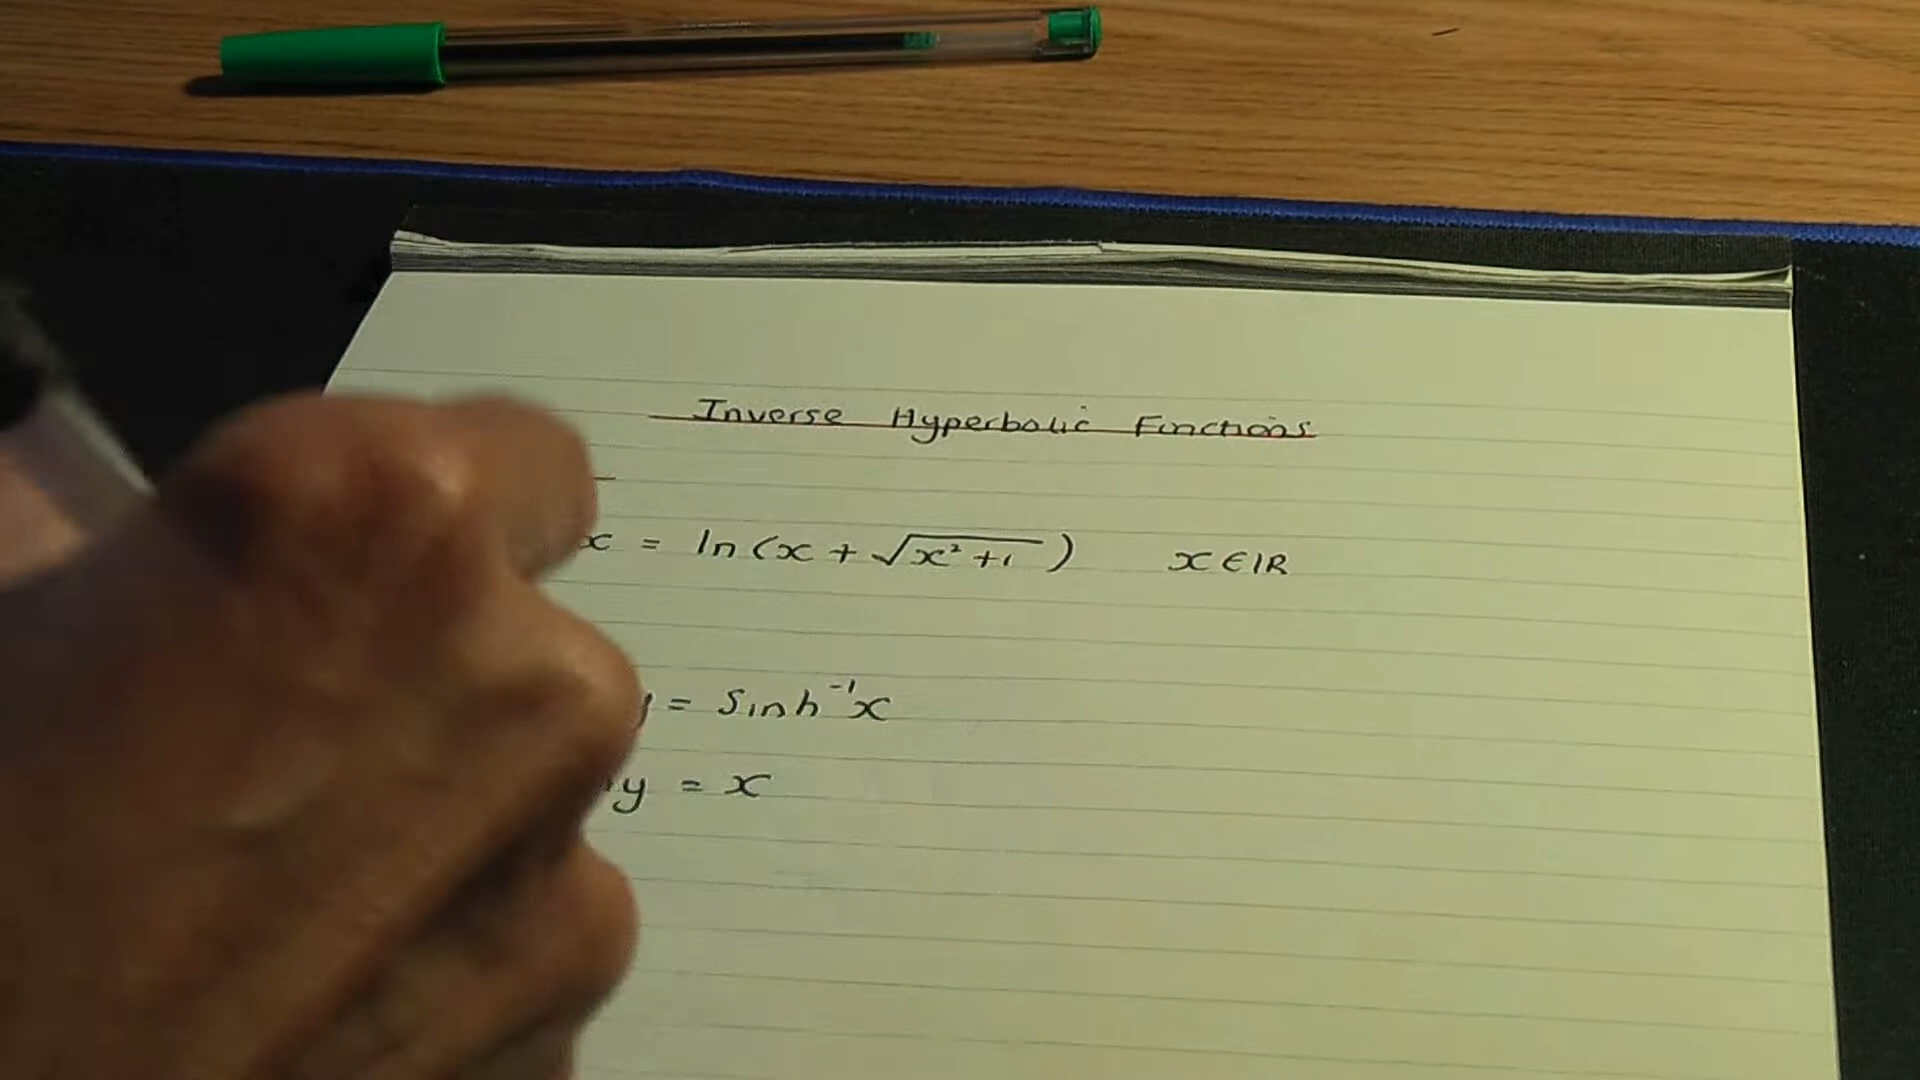 Inverse Hyperbolic Functions
x = ln(x + √(x² + 1)) x ∈ ℝ
y = sinh⁻¹x
y = x